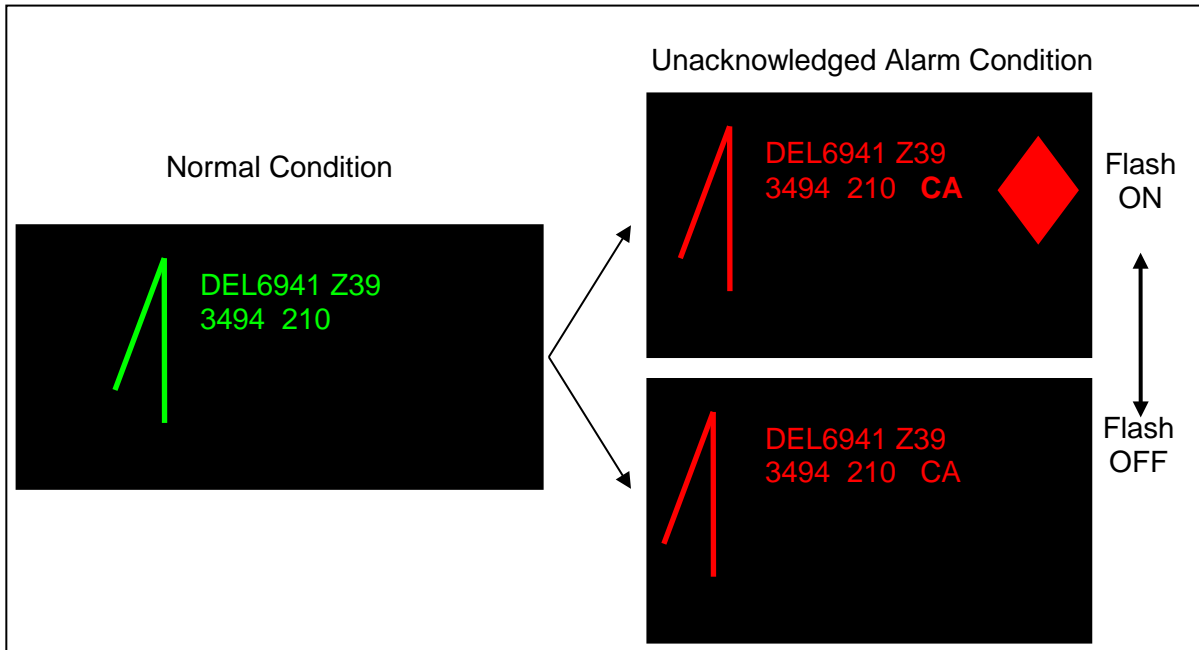 Unacknowledged Alarm Condition
Normal Condition
DEL6941 Z39
3494 210
DEL6941 Z39
3494 210 CA
Flash
ON
DEL6941 Z39
3494 210 CA
Flash
OFF